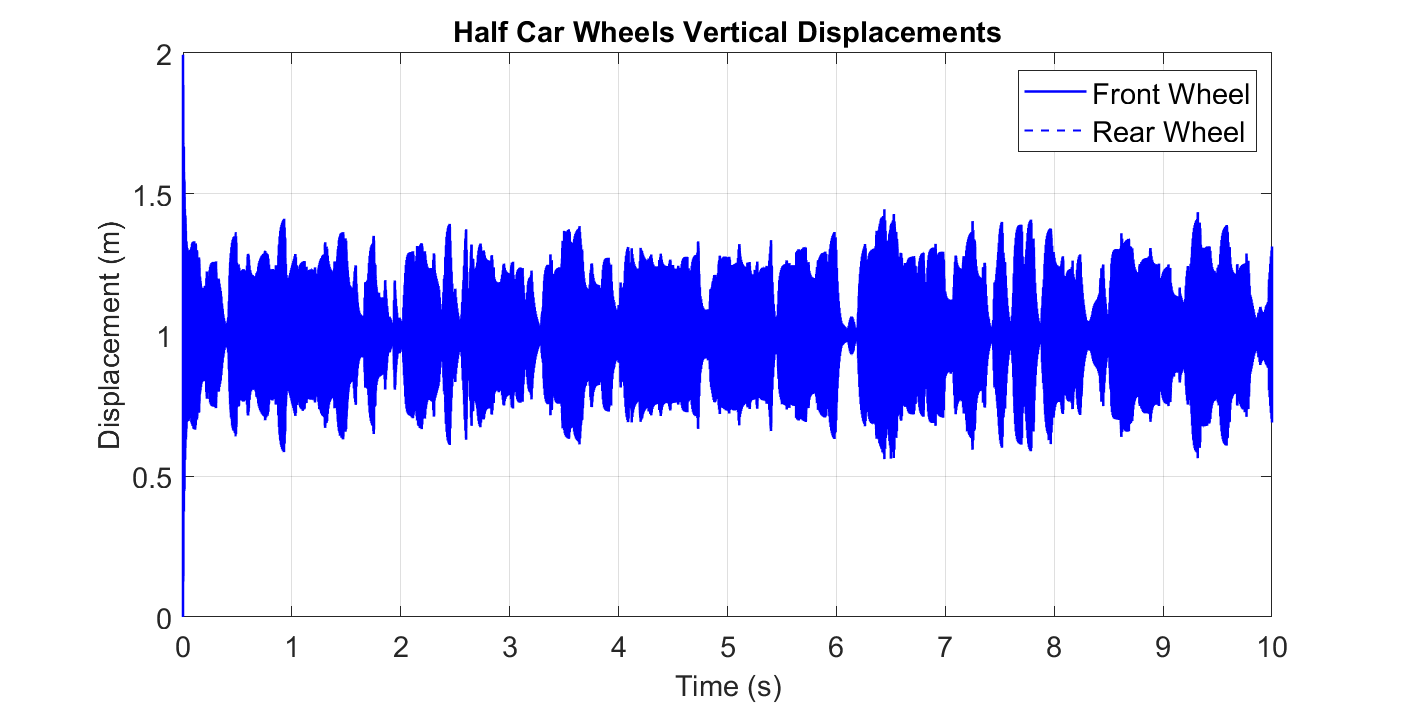 Half Car Wheels Vertical Displacements
Front Wheel
Rear Wheel
2
1.5
1
0.5
0
Displacement (m)
0 1 2 3 4 5 6 7 8 9 10
Time (s)